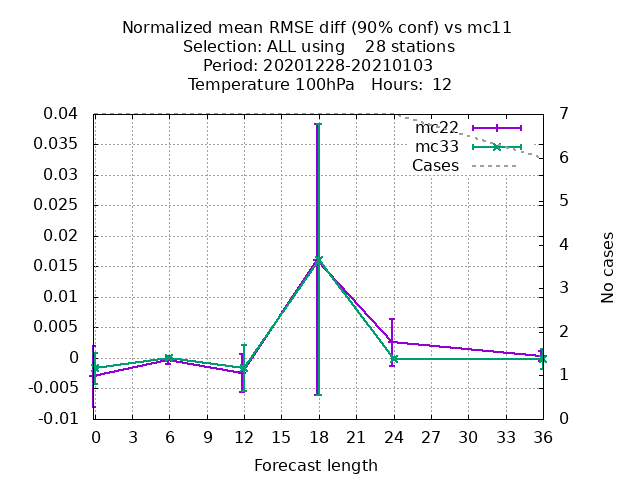 Normalized mean RMSE diff (90% conf) vs mc11
Selection: ALL using    28 stations
Period: 20201228-20210103
Temperature 100hPa   Hours:  12
0.04
0.035
0.03
0.025
0.02
0.015
0.01
0.005
0
-0.005
-0.01
mc22
mc33
Cases
7
6
5
4
3
2
1
0
No cases
0 3 6 9 12 15 18 21 24 27 30 33 36
Forecast length